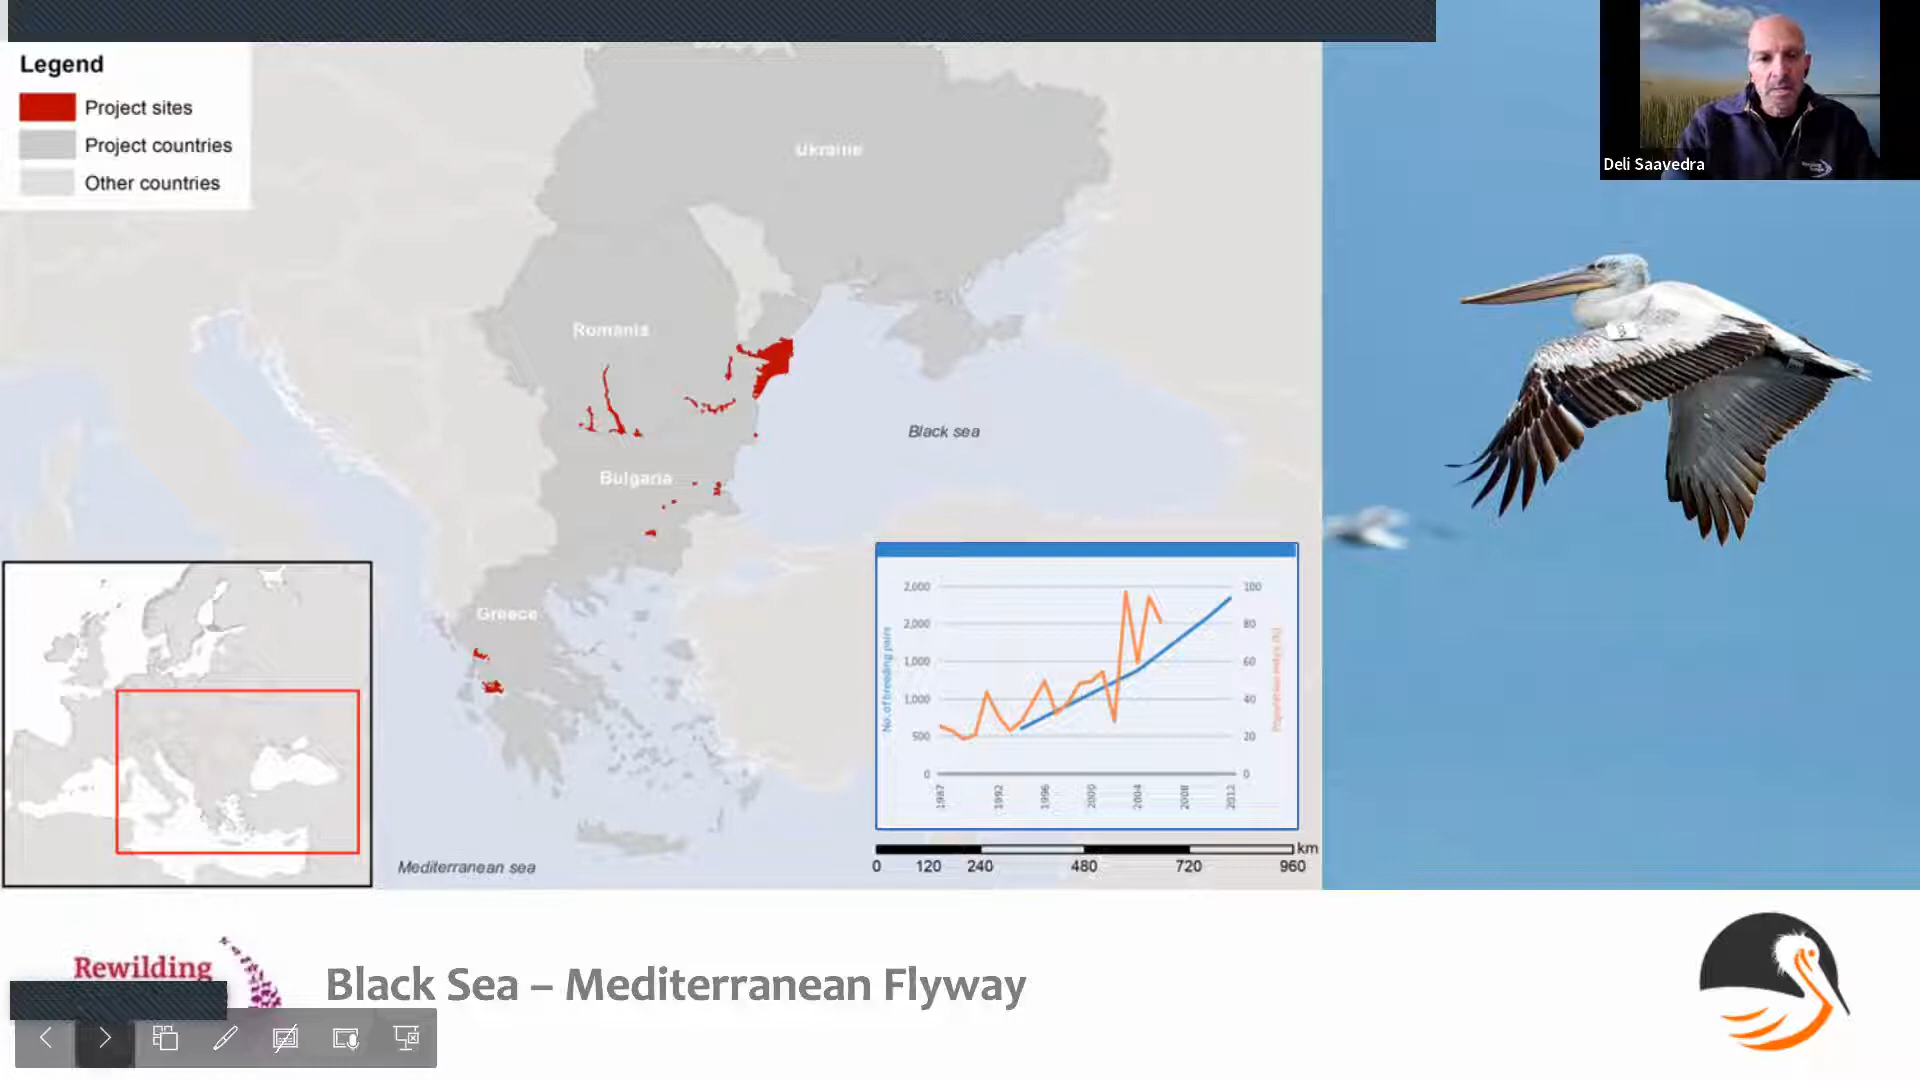 Legend
Project sites
Project countries
Other countries
Deli Saavedra
Ukraine
Romania
Black sea
Bulgaria
Greece
Mediterranean sea
No. of breeding pairs
2,000
2,000
1,000
1,000
500
0
100
80
60
40
20
0
1987
1992
1996
2000
2004
2008
2012
km
0 120 240 480 720 960
Rewilding
Black Sea – Mediterranean Flyway